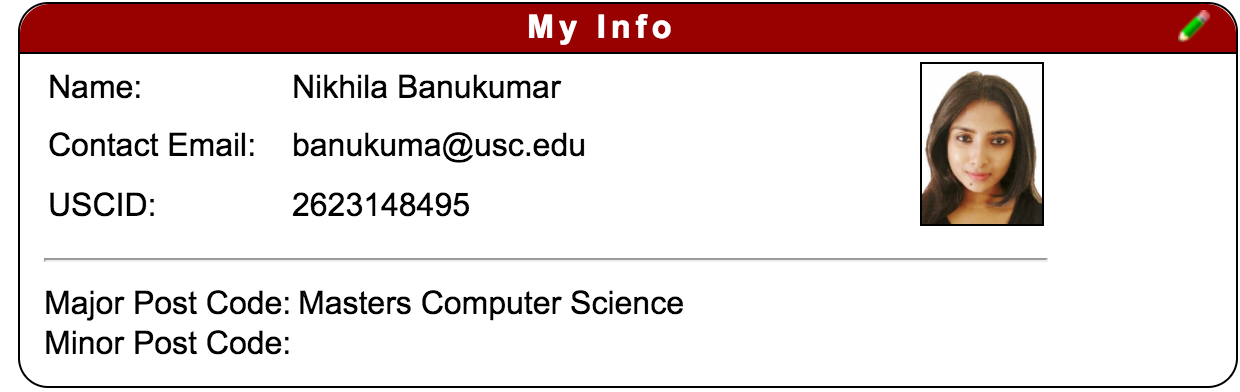 My Info
Name: Nikhila Banukumar
Contact Email: banukuma@usc.edu
USCID: 2623148495
Major Post Code: Masters Computer Science
Minor Post Code: